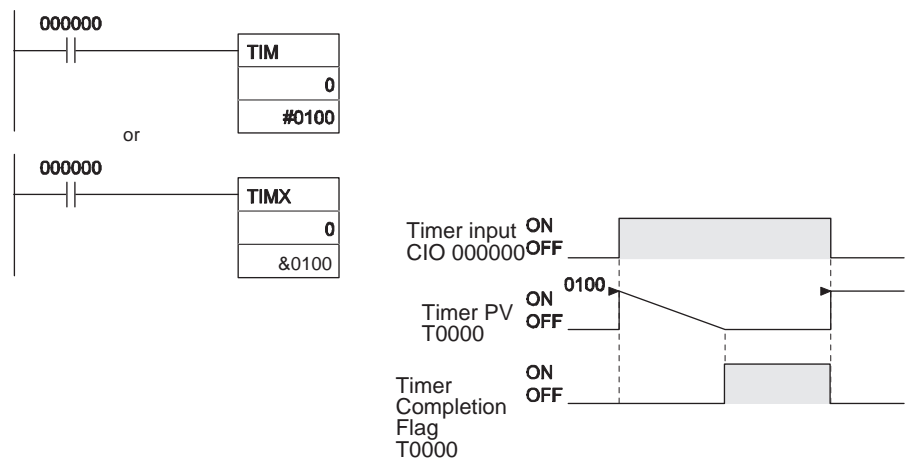 000000
TIM
0
#0100
or
000000
TIMX
0
&0100
Timer input
CIO 000000
ON
OFF
0100
Timer PV
T0000
ON
OFF
Timer
Completion
Flag
T0000
ON
OFF